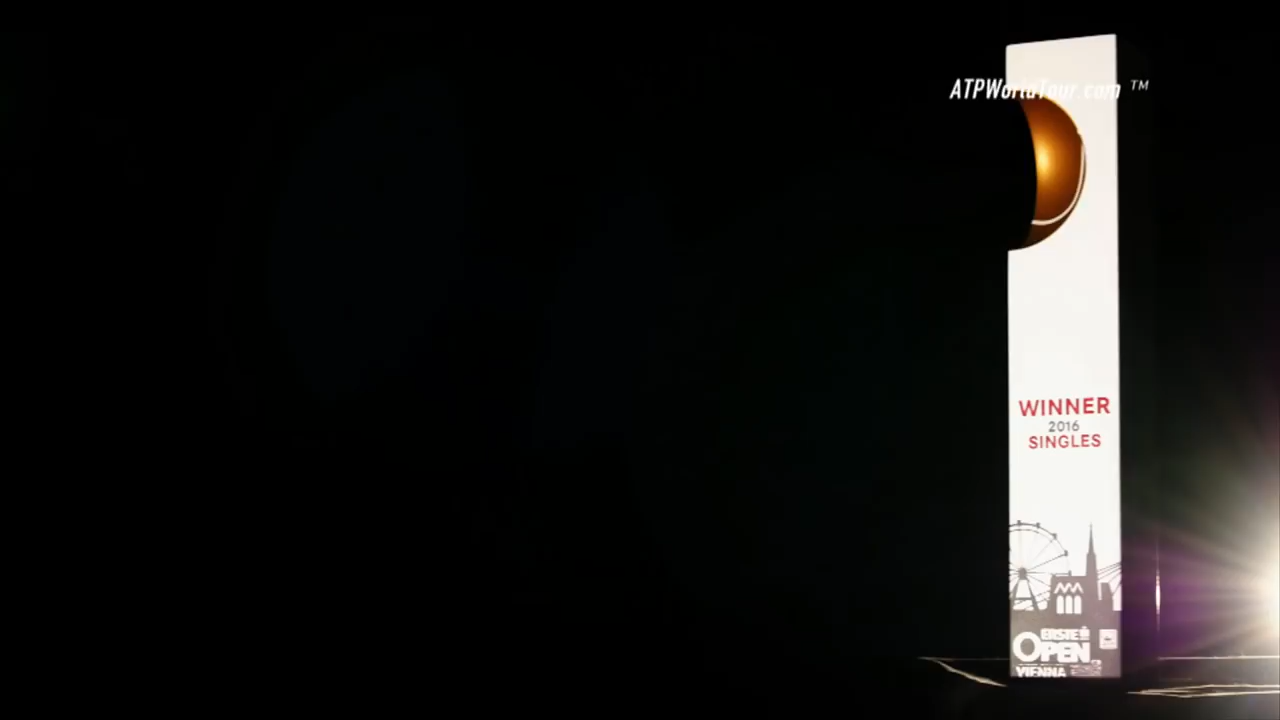 ATPWorldTour.com ™
WINNER
2016
SINGLES
ERSTE
OPEN
VIENNA